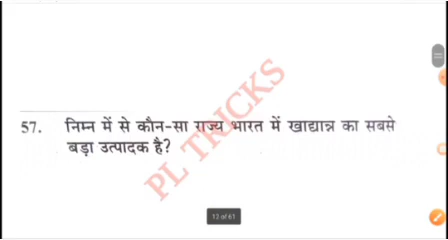 57. निम्न में से कौन-सा राज्य भारत में खाद्यान्न का सबसे
बड़ा उत्पादक है?
PL TRICKS
12 of 61